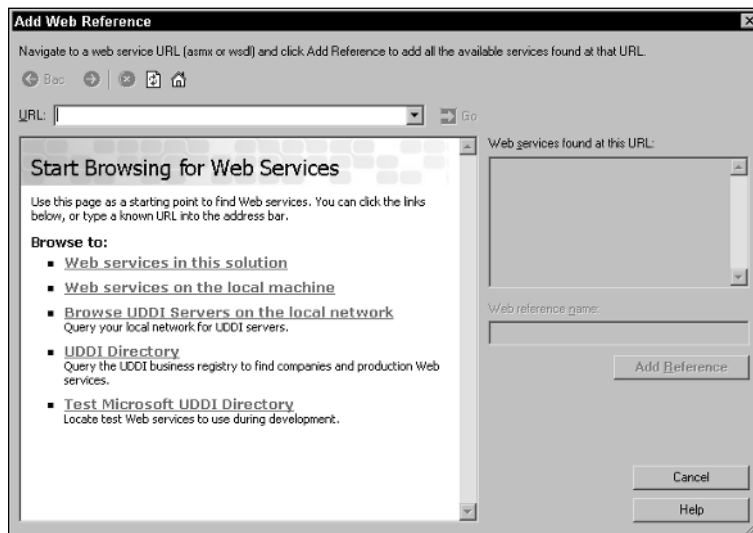 Add Web Reference
Navigate to a web service URL (asmx or wsdl) and click Add Reference to add all the available services found at that URL.
Bac
URL:
Go
Start Browsing for Web Services
Use this page as a starting point to find Web services. You can click the links
below, or type a known URL into the address bar.
Browse to:
Web services in this solution
Web services on the local machine
Browse UDDI Servers on the local network
Query your local network for UDDI servers.
UDDI Directory
Query the UDDI business registry to find companies and production Web
services.
Test Microsoft UDDI Directory
Locate test Web services to use during development.
Web services found at this URL:
Web reference name:
Add Reference
Cancel
Help